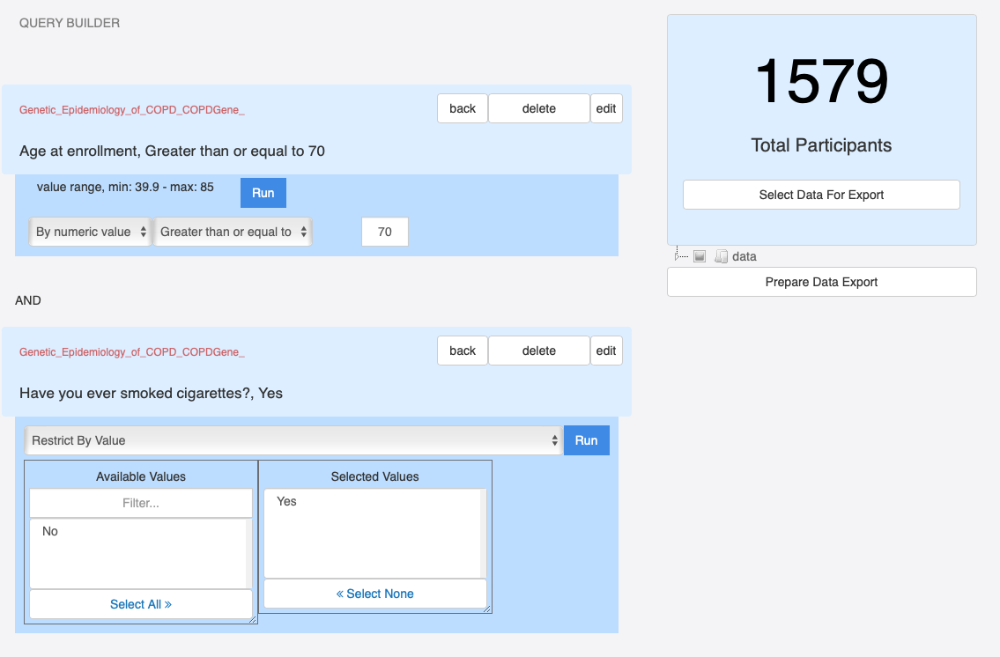 QUERY BUILDER
Genetic_Epidemiology_of_COPD_COPDGene_
back
delete
edit
Age at enrollment, Greater than or equal to 70
value range, min: 39.9 - max: 85
Run
By numeric value
Greater than or equal to
70
AND
Genetic_Epidemiology_of_COPD_COPDGene_
back
delete
edit
Have you ever smoked cigarettes?, Yes
Restrict By Value
Run
Available Values
Filter...
No
Select All »
Selected Values
Yes
« Select None
1579
Total Participants
Select Data For Export
data
Prepare Data Export